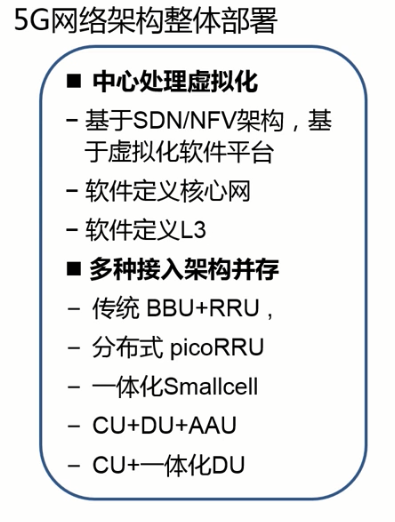 5G网络架构整体部署
■ 中心处理虚拟化
– 基于SDN/NFV架构，基
于虚拟化软件平台
– 软件定义核心网
– 软件定义L3
■ 多种接入架构并存
– 传统 BBU+RRU ,
– 分布式 picoRRU
– 一体化Smallcell
– CU+DU+AAU
– CU+一体化DU